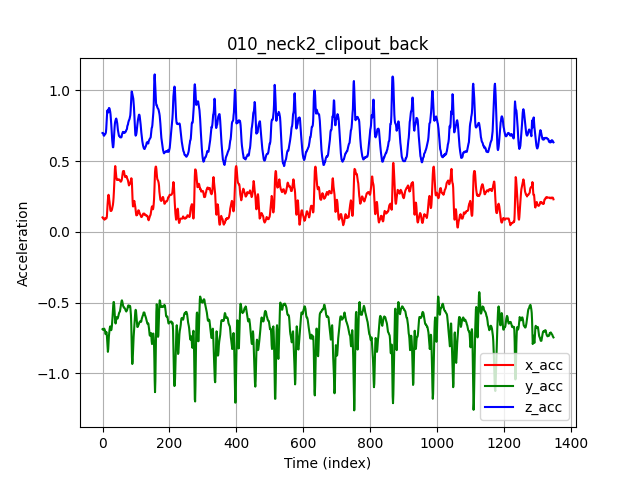 010_neck2_clipout_back
1.0
0.5
0.0
−0.5
−1.0
Acceleration
0 200 400 600 800 1000 1200 1400
Time (index)
x_acc
y_acc
z_acc